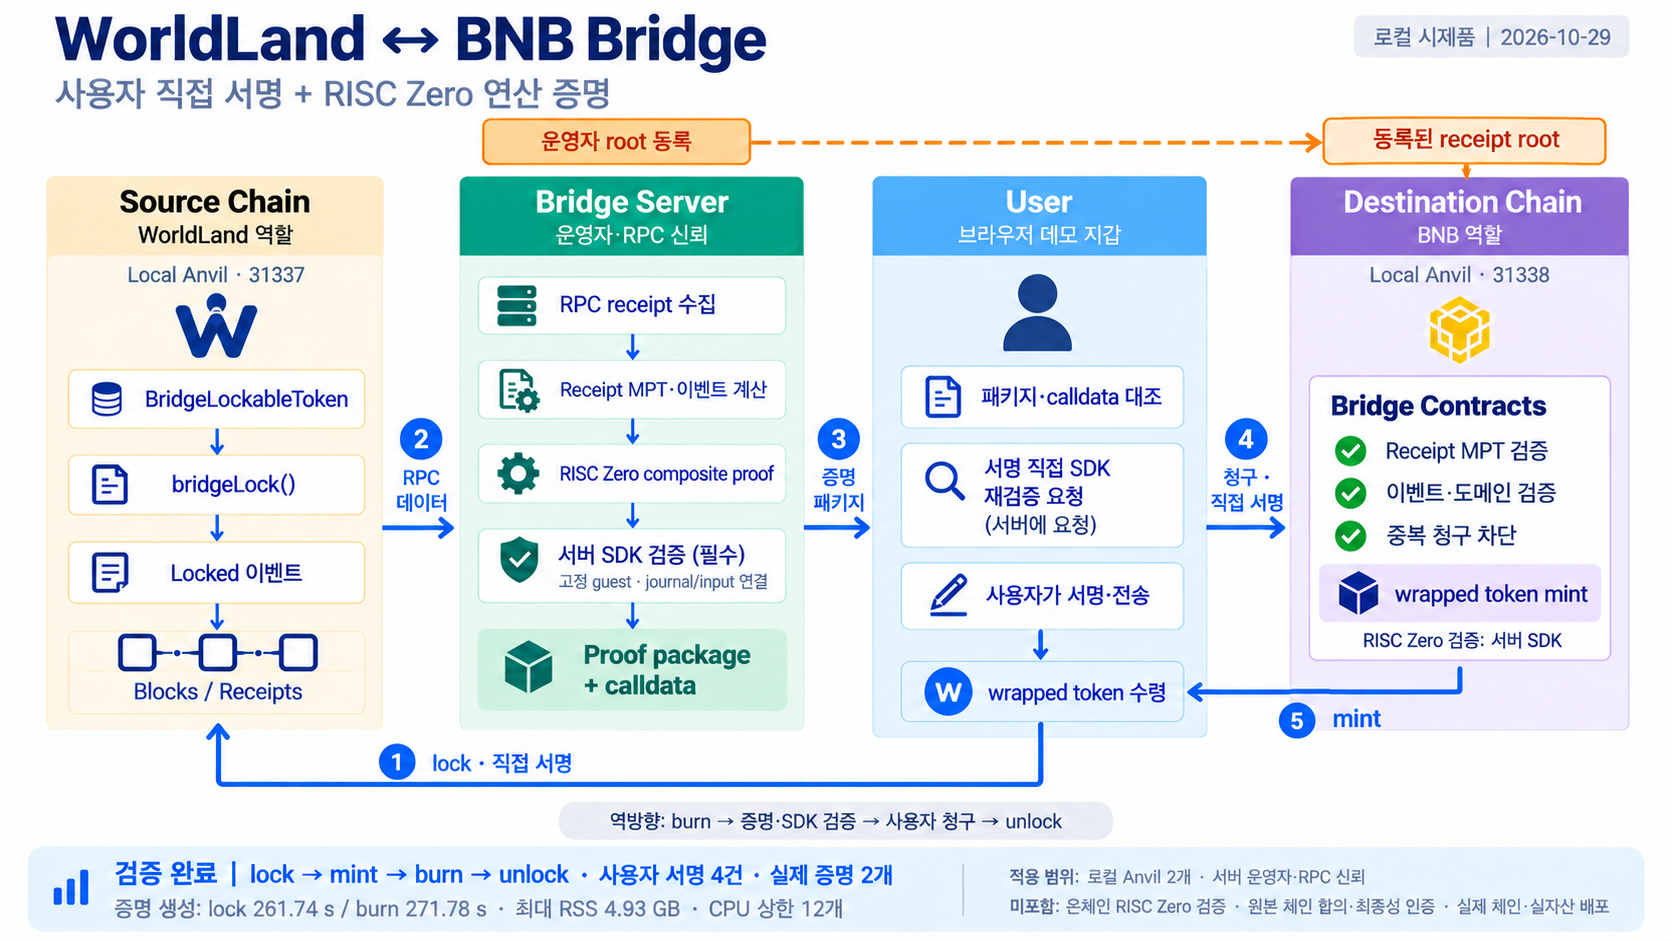 WorldLand ↔ BNB Bridge
로컬 시제품 | 2026-10-29
사용자 직접 서명 + RISC Zero 연산 증명
운영자 root 등록
동록된 receipt root
Source Chain
WorldLand 역할
Local Anvil · 31337
BridgeLockableToken
bridgeLock()
Locked 이벤트
Blocks / Receipts
2
RPC
데이터
Bridge Server
운영자·RPC 신뢰
RPC receipt 수집
Receipt MPT·이벤트 계산
RISC Zero composite proof
서버 SDK 검증 (필수)
고정 guest · journal/input 연결
Proof package
+ calldata
3
증명
패키지
User
브라우저 데모 지갑
패키지·calldata 대조
서명 직접 SDK
재검증 요청
(서버에 요청)
사용자가 서명·전송
W
wrapped token 수령
4
청구 ·
직접 서명
Destination Chain
BNB 역할
Local Anvil · 31338
Bridge Contracts
Receipt MPT 검증
이벤트·도메인 검증
중복 청구 차단
wrapped token mint
RISC Zero 검증: 서버 SDK
5 mint
1 lock · 직접 서명
역방향: burn → 증명·SDK 검증 → 사용자 청구 → unlock
검증 완료 | lock → mint → burn → unlock · 사용자 서명 4건 · 실제 증명 2개
증명 생성: lock 261.74 s / burn 271.78 s · 최대 RSS 4.93 GB · CPU 상한 12개
적용 범위: 로컬 Anvil 2개 · 서버 운영자·RPC 신뢰
미포함: 온체인 RISC Zero 검증 · 원본 체인 합의·최종성 인증 · 실제 체인·실자산 배포